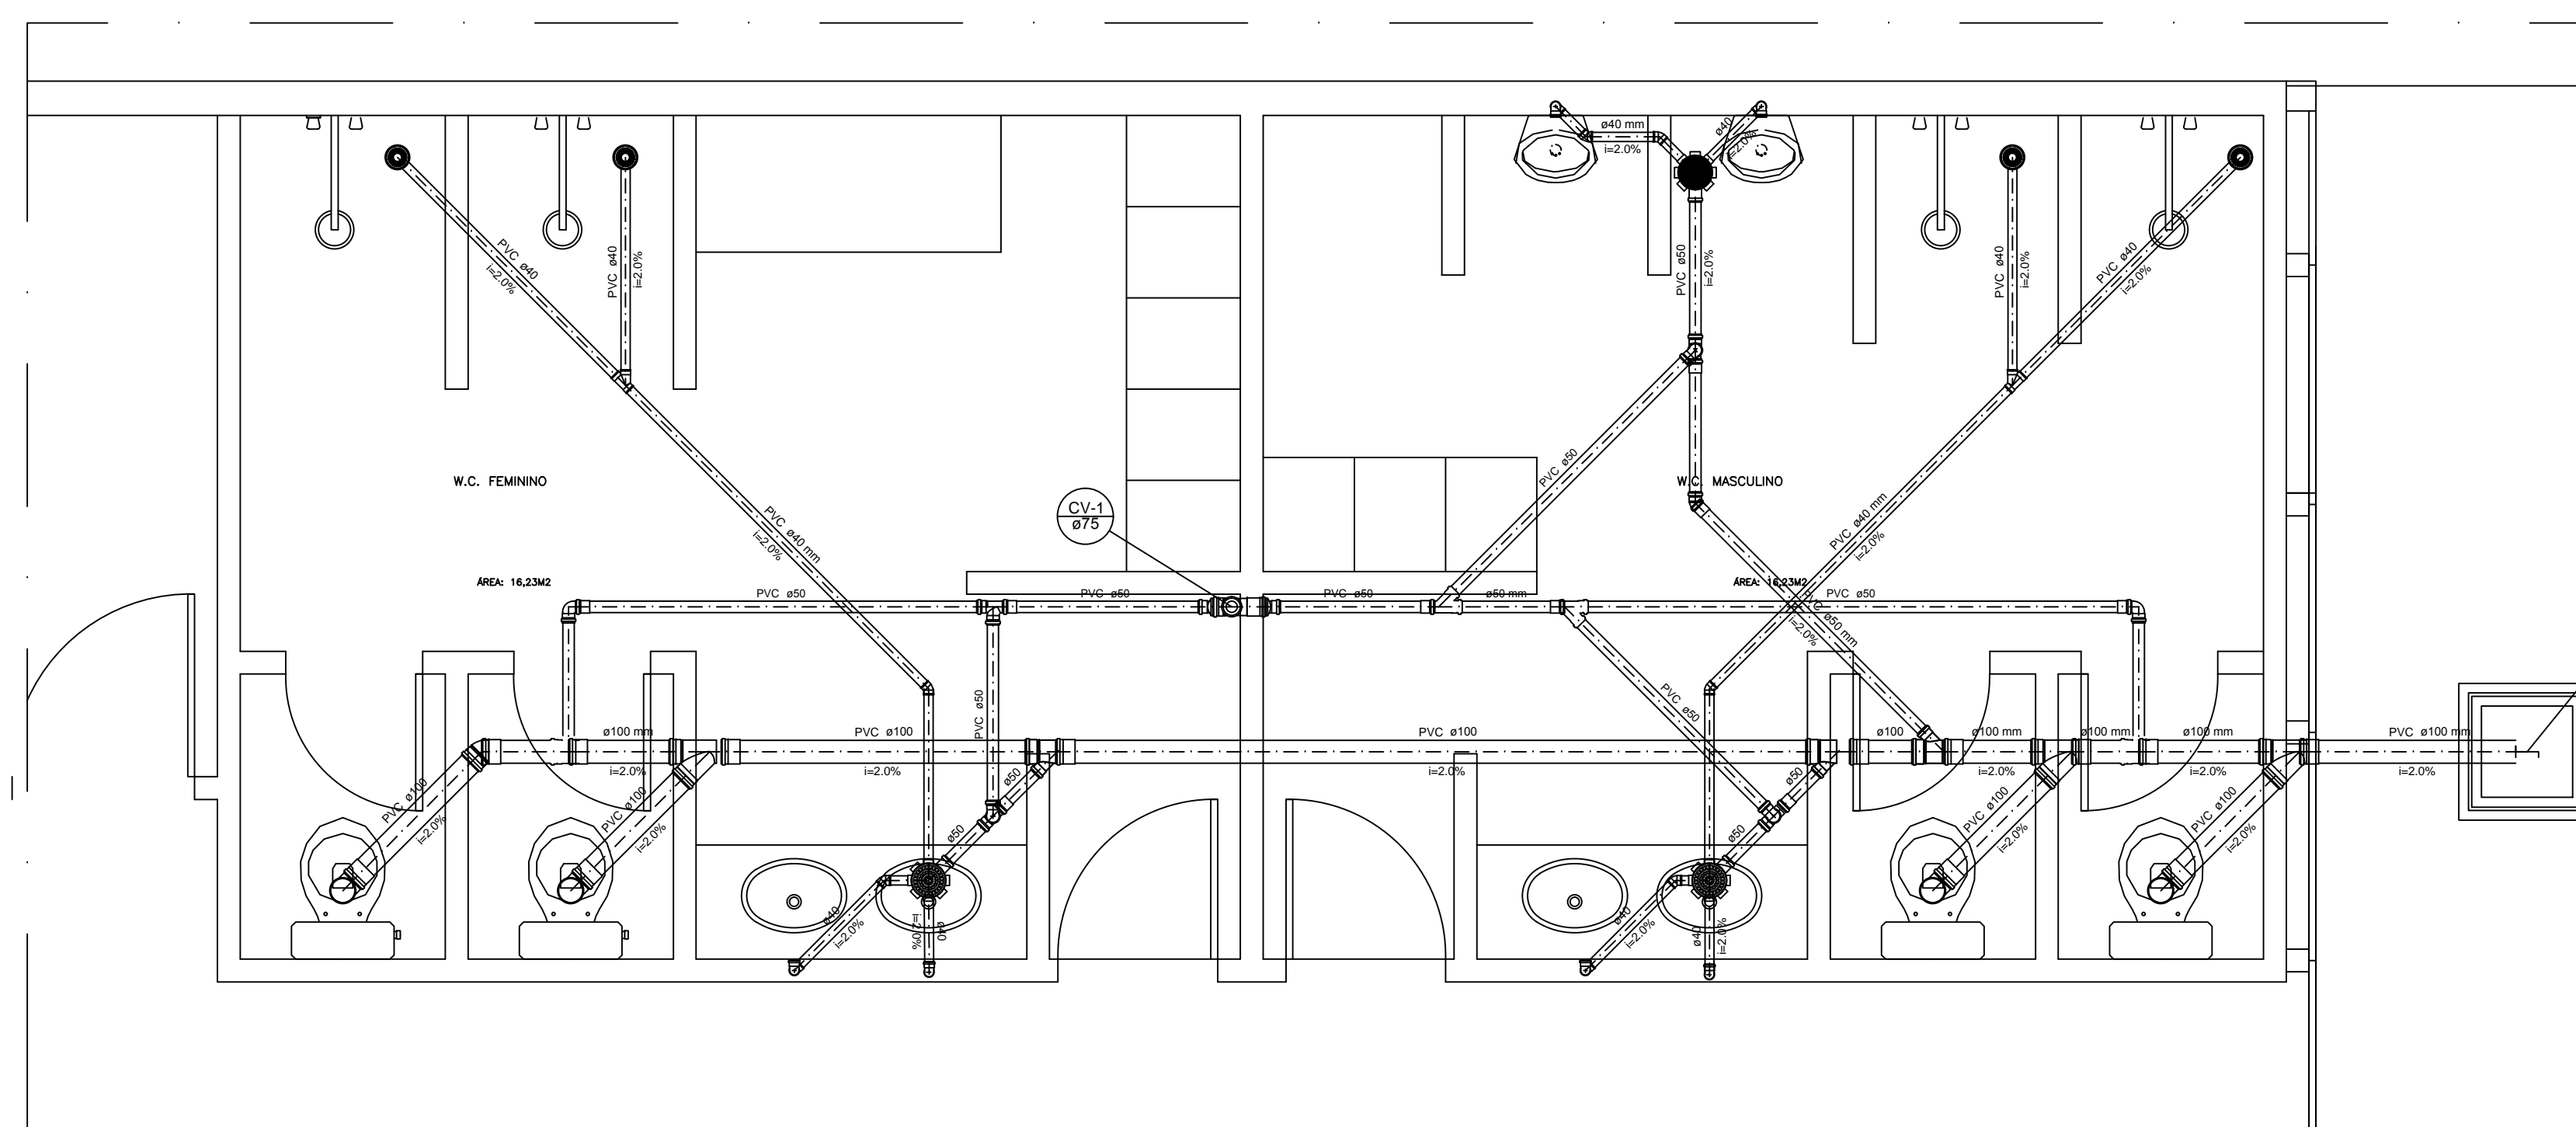 ø40 mm
i=2.0%
ø40
i=2.0%
PVC ø40
i=2.0%
PVC ø40
i=2.0%
PVC ø50
i=2.0%
PVC ø40
i=2.0%
PVC ø40
i=2.0%
W.C. FEMININO
W.C. MASCULINO
CV-1
ø75
PVC ø50
PVC ø40 mm
i=2.0%
PVC ø40 mm
i=2.0%
ÁREA: 16,23M2
ÁREA: 16,23M2
PVC ø50
PVC ø50
PVC ø50
ø50 mm
PVC ø50
PVC ø50 mm
i=2.0%
PVC ø50
PVC ø50
ø100 mm
i=2.0%
PVC ø100
i=2.0%
PVC ø100
i=2.0%
ø100
ø100 mm
i=2.0%
ø100 mm
ø100 mm
i=2.0%
PVC ø100 mm
i=2.0%
PVC ø100
i=2.0%
PVC ø100
i=2.0%
ø50
ø50
ø50
ø50
PVC ø100
i=2.0%
PVC ø100
i=2.0%
ø40
i=2.0%
i=2.0%
ø40
ø40
i=2.0%
ø40
i=2.0%